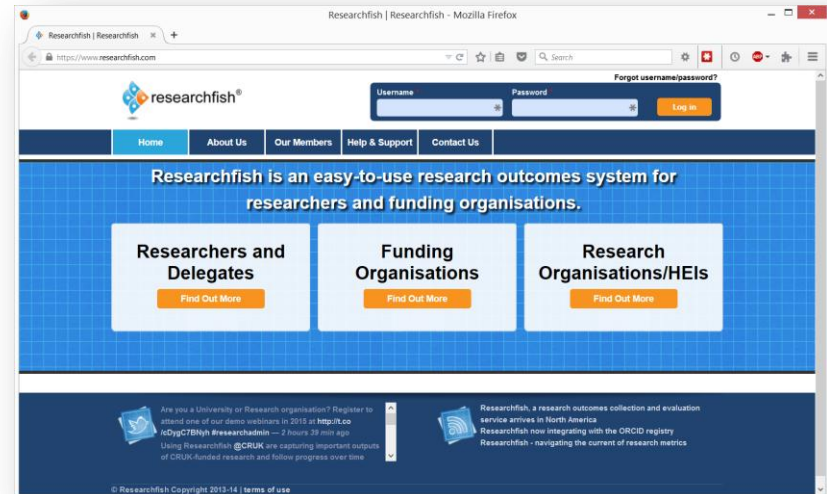 Researchfish | Researchfish - Mozilla Firefox
Researchfish | Researchfish
https://www.researchfish.com
Search
Forgot username/password?
researchfish®
Username *
Password *
Log in
Home
About Us
Our Members
Help & Support
Contact Us
Researchfish is an easy-to-use research outcomes system for
researchers and funding organisations.
Researchers and
Delegates
Find Out More
Funding
Organisations
Find Out More
Research
Organisations/HEIs
Find Out More
Are you a University or Research organisation? Register to
attend one of our demo webinars in 2015 at http://t.co
/cDygC7BNyh #researchadmin — 2 hours 39 min ago
Using Researchfish @CRUK are capturing important outputs
of CRUK-funded research and follow progress over time
Researchfish, a research outcomes collection and evaluation
service arrives in North America
Researchfish now integrating with the ORCID registry
Researchfish - navigating the current of research metrics
© Researchfish Copyright 2013-14 | terms of use